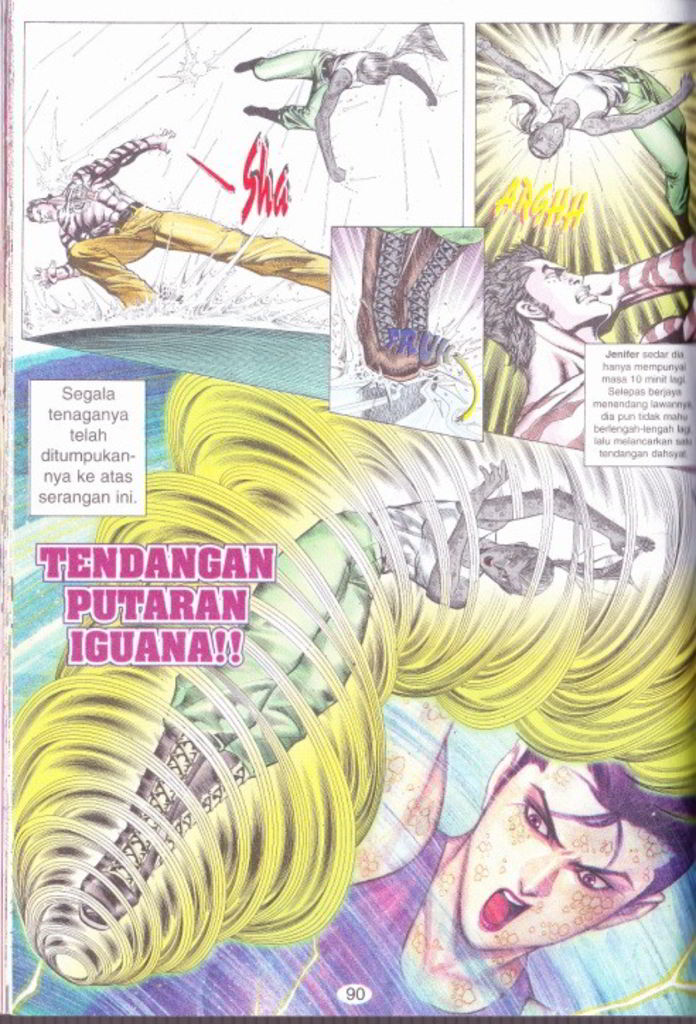 Sha
AAGHH
PRUU
Jenifer sedar dia
hanya mempunyai
masa 10 minit lagi.
Selepas berjaya
menendang lawannya
dia pun tidak mahu
berlengah-lengah lagi
lalu melancarkan satu
tendangan dahsyat.
Segala
tenaganya
telah
ditumpukan-
nya ke atas
serangan ini.
TENDANGAN
PUTARAN
IGUANA!!
90